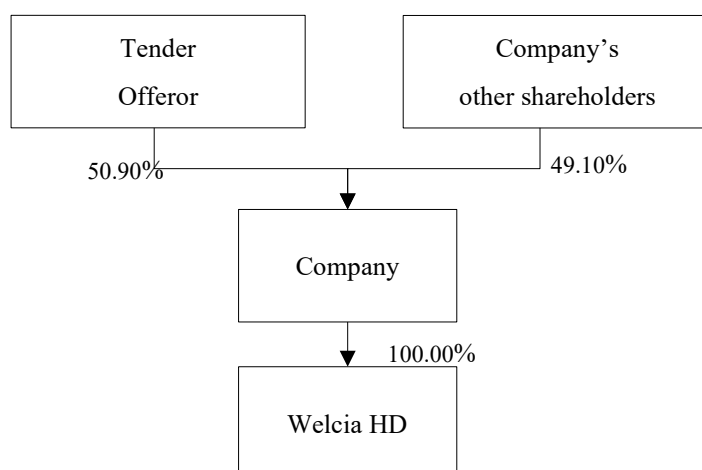 Tender
Offeror
Company’s
other shareholders
50.90%
49.10%
Company
100.00%
Welcia HD